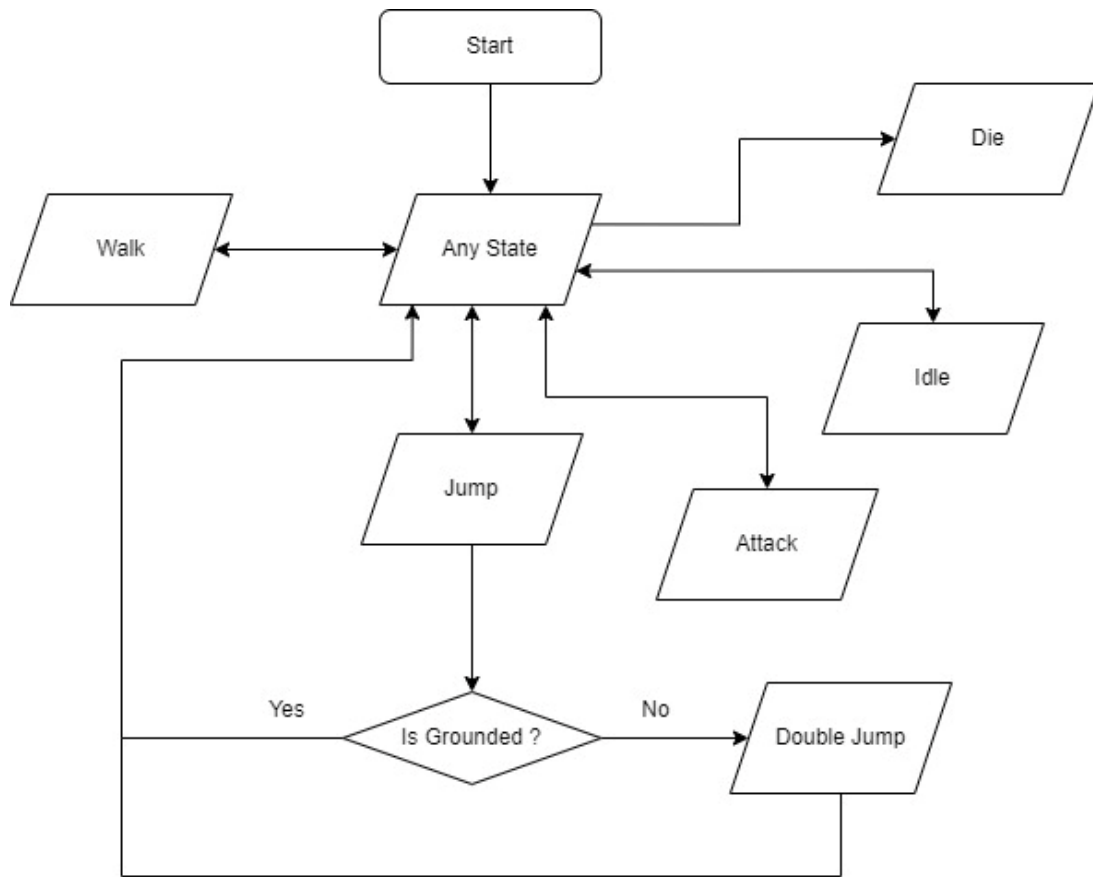 Start
Die
Walk
Any State
Idle
Jump
Attack
Yes
No
Is Grounded ?
Double Jump